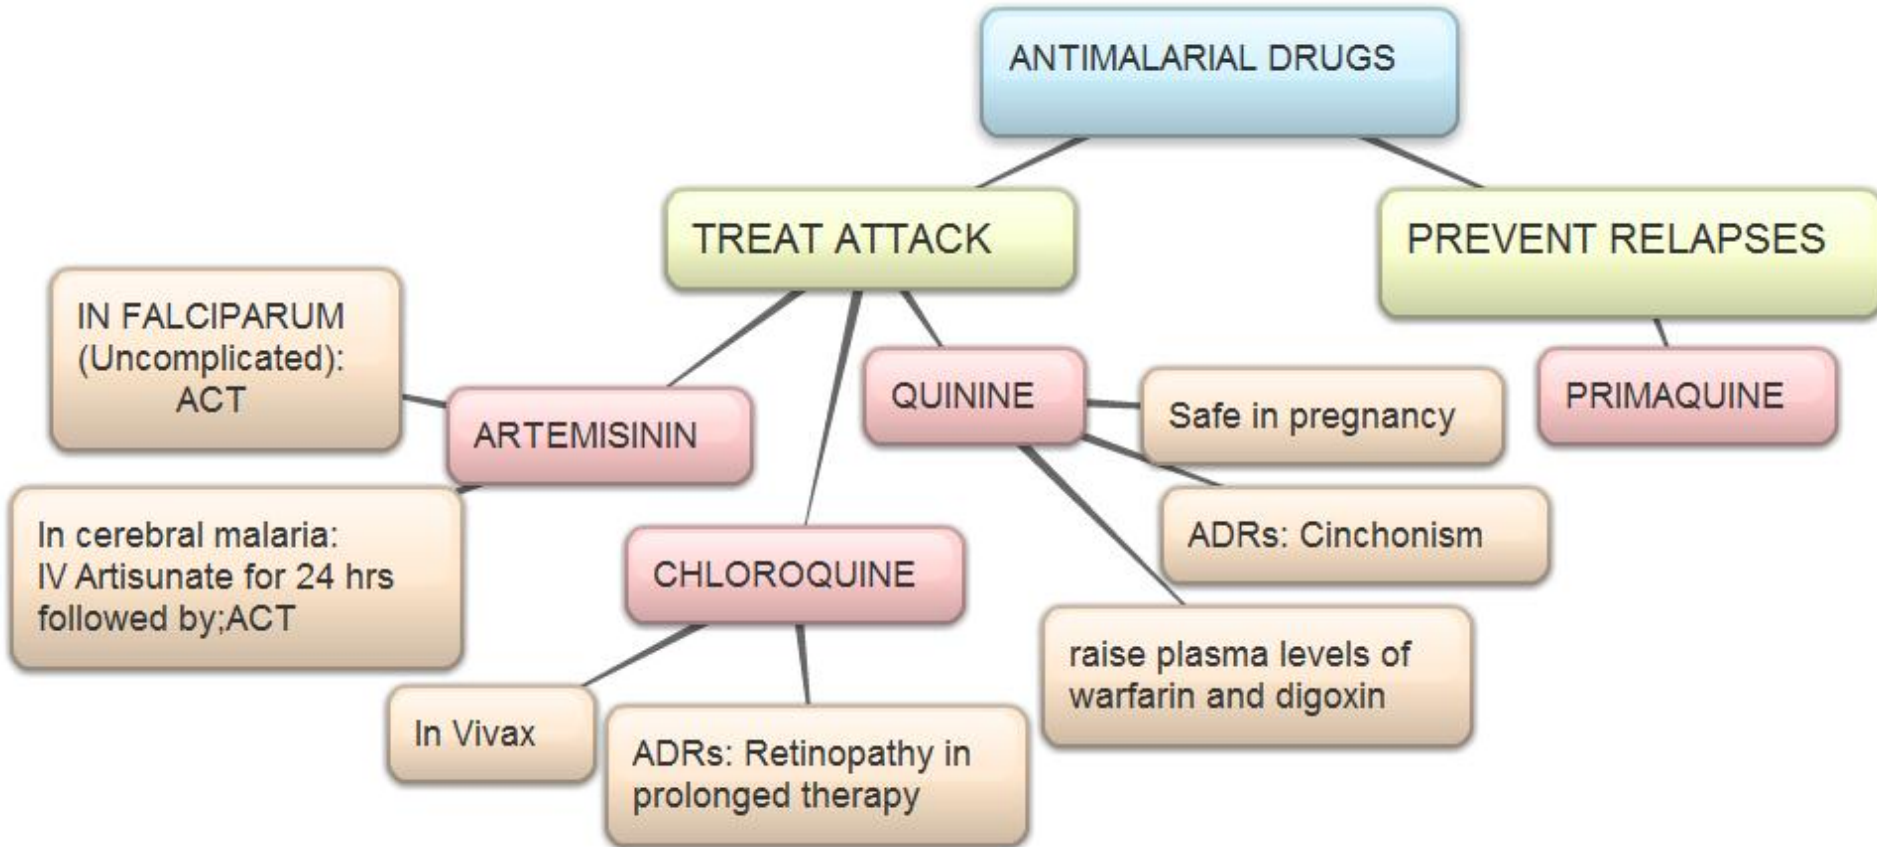 ANTIMALARIAL DRUGS
TREAT ATTACK
PREVENT RELAPSES
IN FALCIPARUM
(Uncomplicated):
ACT
ARTEMISININ
In cerebral malaria:
IV Artisunate for 24 hrs
followed by;ACT
CHLOROQUINE
In Vivax
ADRs: Retinopathy in
prolonged therapy
QUININE
Safe in pregnancy
ADRs: Cinchonism
raise plasma levels of
warfarin and digoxin
PRIMAQUINE